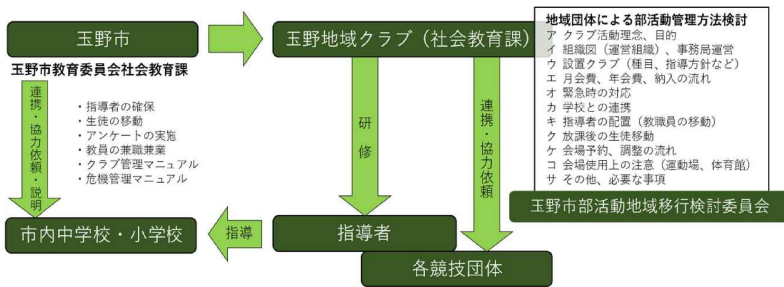 玉野市
玉野市教育委員会社会教育課
玉野地域クラブ（社会教育課）
連携・協力依頼・説明
・指導者の確保
・生徒の移動
・アンケートの実施
・教員の兼職兼業
・クラブ管理マニュアル
・危機管理マニュアル
研 修
連携・協力依頼
地域団体による部活動管理方法検討
ア クラブ活動理念、目的
イ 組織図（運営組織）、事務局運営
ウ 設置クラブ（種目、指導方針など）
エ 月会費、年会費、納入の流れ
オ 緊急時の対応
カ 学校との連携
キ 指導者の配置（教職員の移動）
ク 放課後の生徒移動
ケ 会場予約、調整の流れ
コ 会場使用上の注意（運動場、体育館）
サ その他、必要な事項
玉野市部活動地域移行検討委員会
市内中学校・小学校
指導
指導者
各競技団体